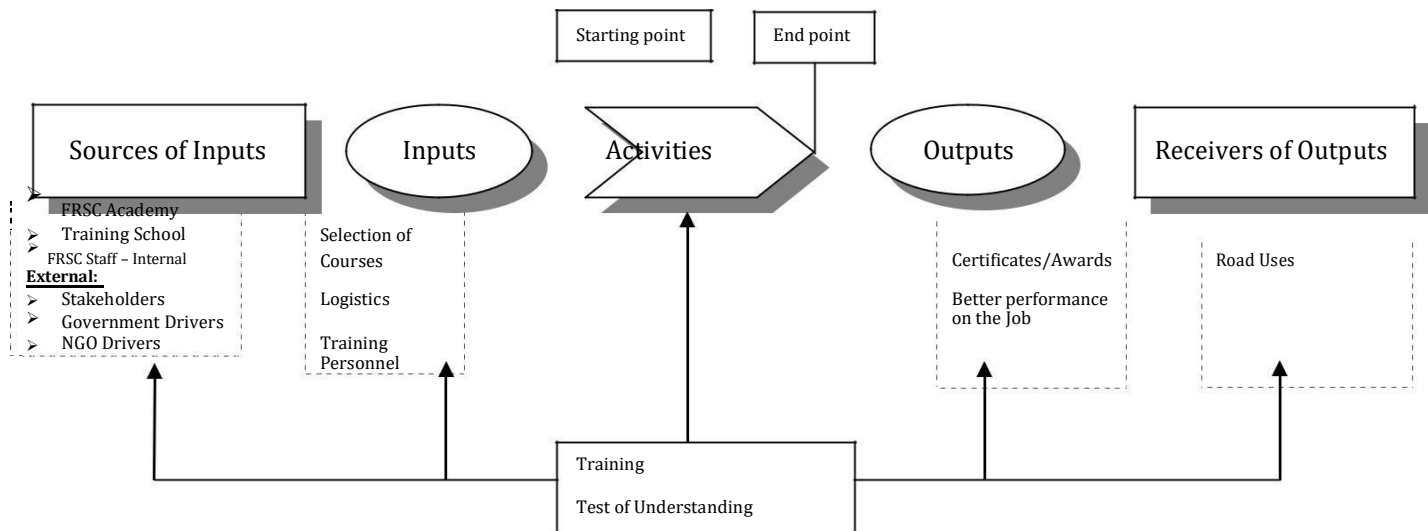 Starting point
End point
Sources of Inputs
Inputs
Activities
Outputs
Receivers of Outputs
FRSC Academy
Training School
FRSC Staff – Internal
External:
Stakeholders
Government Drivers
NGO Drivers
Selection of
Courses
Logistics
Training
Personnel
Certificates/Awards
Better performance
on the Job
Road Uses
Training
Test of Understanding